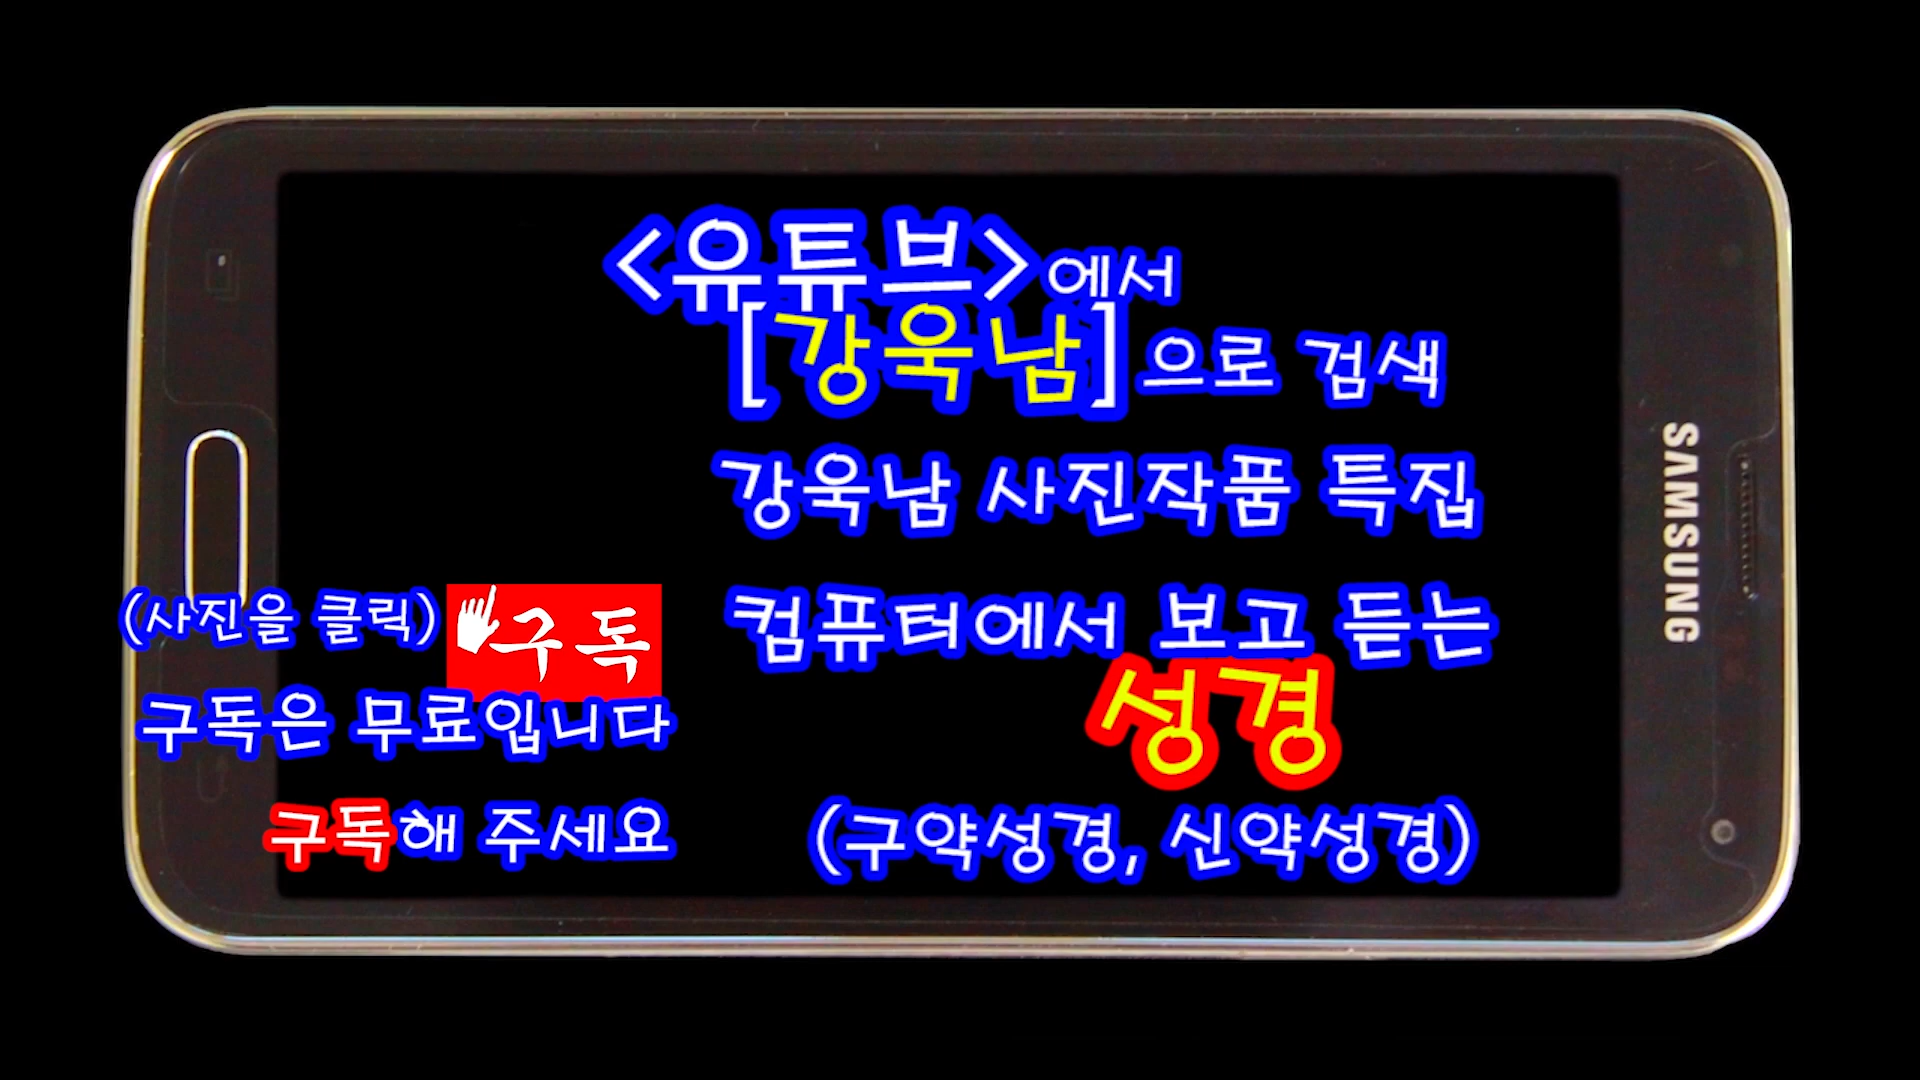 <유튜브>에서
[강욱남]으로 검색
강욱남 사진작품 특집
컴퓨터에서 보고 듣는
성경
(구약성경, 신약성경)
(사진을 클릭) 구독
구독은 무료입니다
구독해 주세요
SAMSUNG